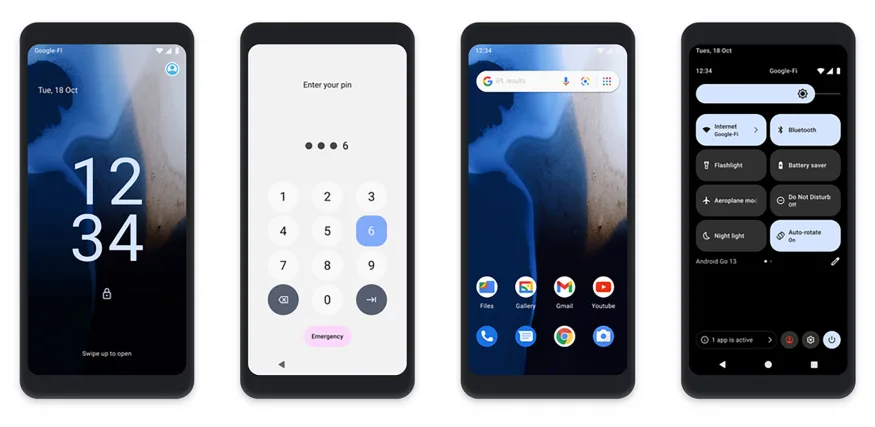 Google-Fi
Tue, 18 Oct
12
34
Swipe up to open
Enter your pin
6
1 2 3
4 5 6
7 8 9
0
Emergency
12:34
G IPL results
Files Gallery Gmail Youtube
Tues, 18 Oct
12:34 Google-Fi
Internet
Google-Fi
Bluetooth
Flashlight
Battery saver
Aeroplane mod
Do Not Disturb
Off
Night light
Auto-rotate
On
Android Go 13
1 app is active